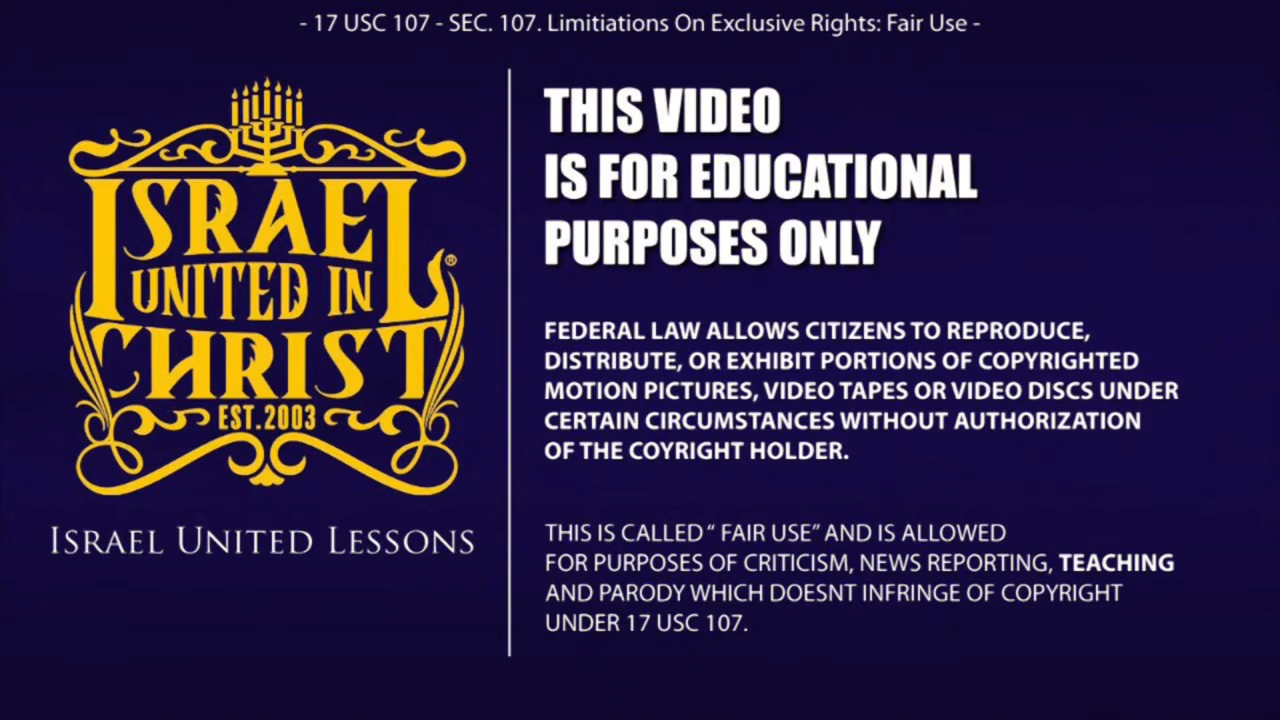 - 17 USC 107 - SEC. 107. Limitiations On Exclusive Rights: Fair Use -
ISRAEL
UNITED IN
CHRIST
®
EST.2003
ISRAEL UNITED LESSONS
THIS VIDEO
IS FOR EDUCATIONAL
PURPOSES ONLY
FEDERAL LAW ALLOWS CITIZENS TO REPRODUCE,
DISTRIBUTE, OR EXHIBIT PORTIONS OF COPYRIGHTED
MOTION PICTURES, VIDEO TAPES OR VIDEO DISCS UNDER
CERTAIN CIRCUMSTANCES WITHOUT AUTHORIZATION
OF THE COYRIGHT HOLDER.
THIS IS CALLED “ FAIR USE” AND IS ALLOWED
FOR PURPOSES OF CRITICISM, NEWS REPORTING, TEACHING
AND PARODY WHICH DOESNT INFRINGE OF COPYRIGHT
UNDER 17 USC 107.